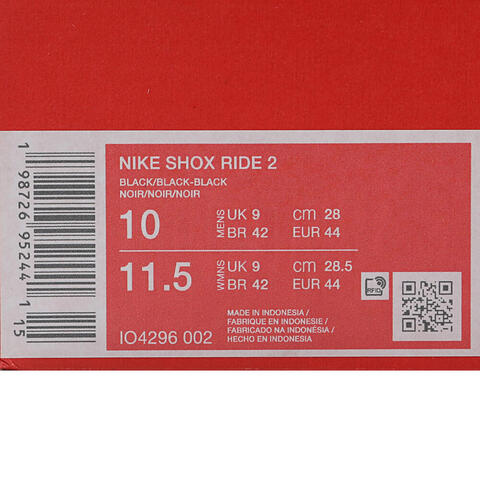 NIKE SHOX RIDE 2
BLACK/BLACK-BLACK
NOIR/NOIR/NOIR
10 MENS UK 9 cm 28
BR 42 EUR 44
11.5 WMNS UK 9 cm 28.5
BR 42 EUR 44
RFID
MADE IN INDONESIA /
FABRIQUE EN INDONESIE /
FABRICADO NA INDONÉSIA /
HECHO EN INDONESIA
IO4296 002
1 98726 95244 1 15